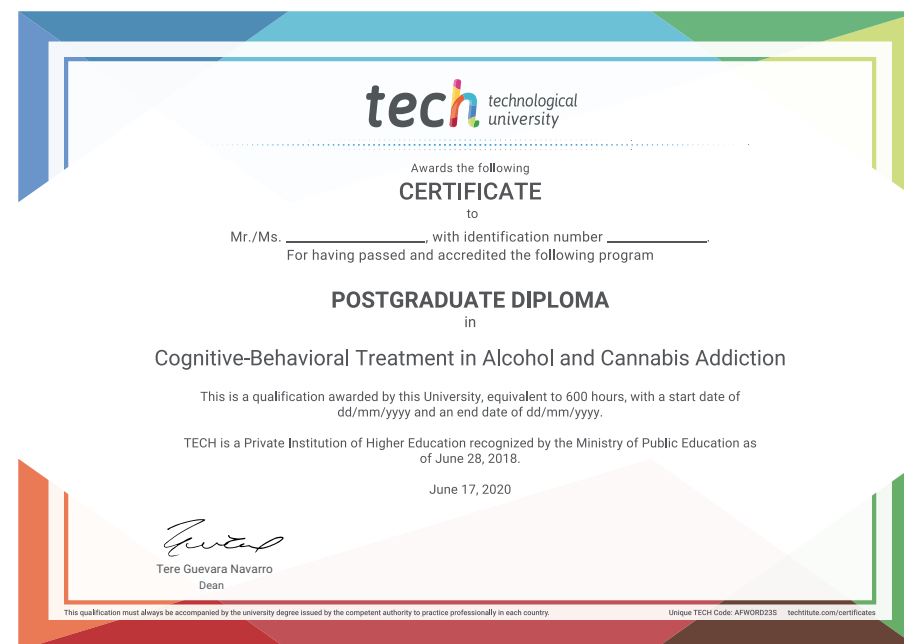 tech technological
university
Awards the following
CERTIFICATE
to
Mr./Ms. ____________________, with identification number ______________.
For having passed and accredited the following program
POSTGRADUATE DIPLOMA
in
Cognitive-Behavioral Treatment in Alcohol and Cannabis Addiction
This is a qualification awarded by this University, equivalent to 600 hours, with a start date of
dd/mm/yyyy and an end date of dd/mm/yyyy.
TECH is a Private Institution of Higher Education recognized by the Ministry of Public Education as
of June 28, 2018.
June 17, 2020
Tere Guevara Navarro
Dean
This qualification must always be accompanied by the university degree issued by the competent authority to practice professionally in each country. Unique TECH Code: AFWORD23S techtitute.com/certificates